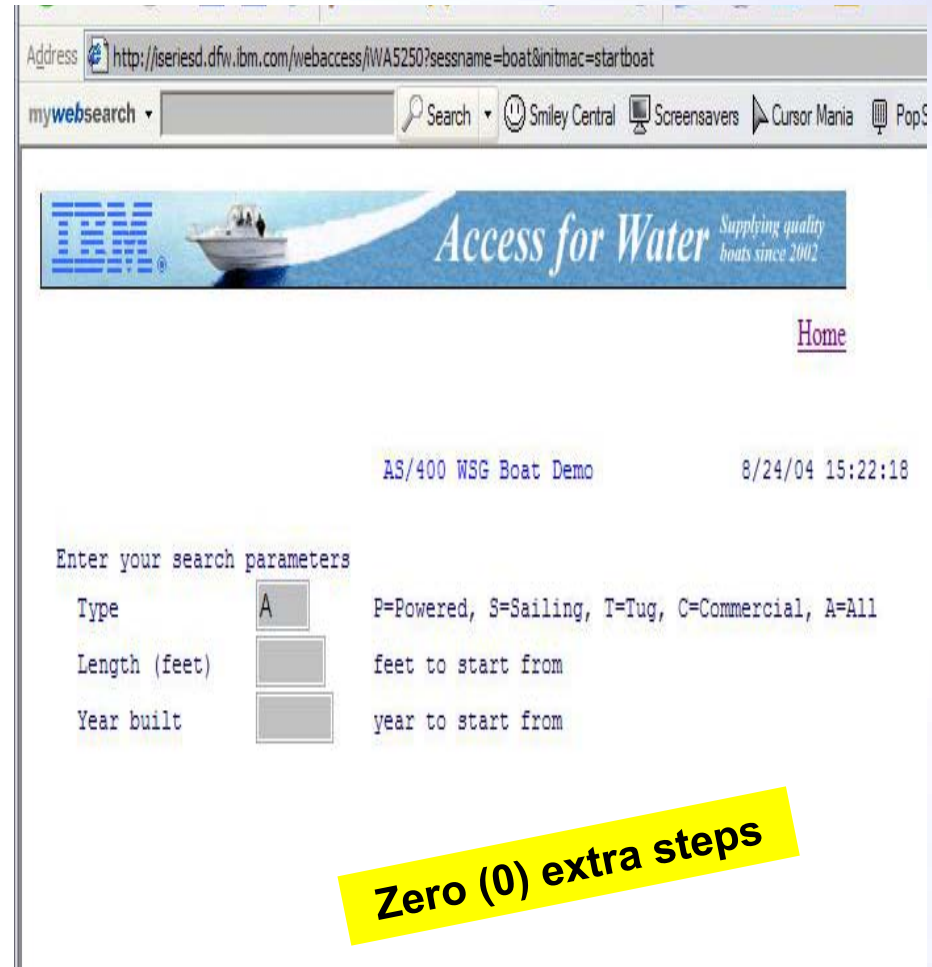 Address http://iseriesd.dfw.ibm.com/webaccess/iWA5250?sessname=boat&initmac=startboat
mywebsearch Search Smiley Central Screensavers Cursor Mania PopS
IBM® Access for Water Supplying quality
boats since 2002
Home
AS/400 WSG Boat Demo 8/24/04 15:22:18
Enter your search parameters
Type A P=Powered, S=Sailing, T=Tug, C=Commercial, A=All
Length (feet) feet to start from
Year built year to start from
Zero (0) extra steps